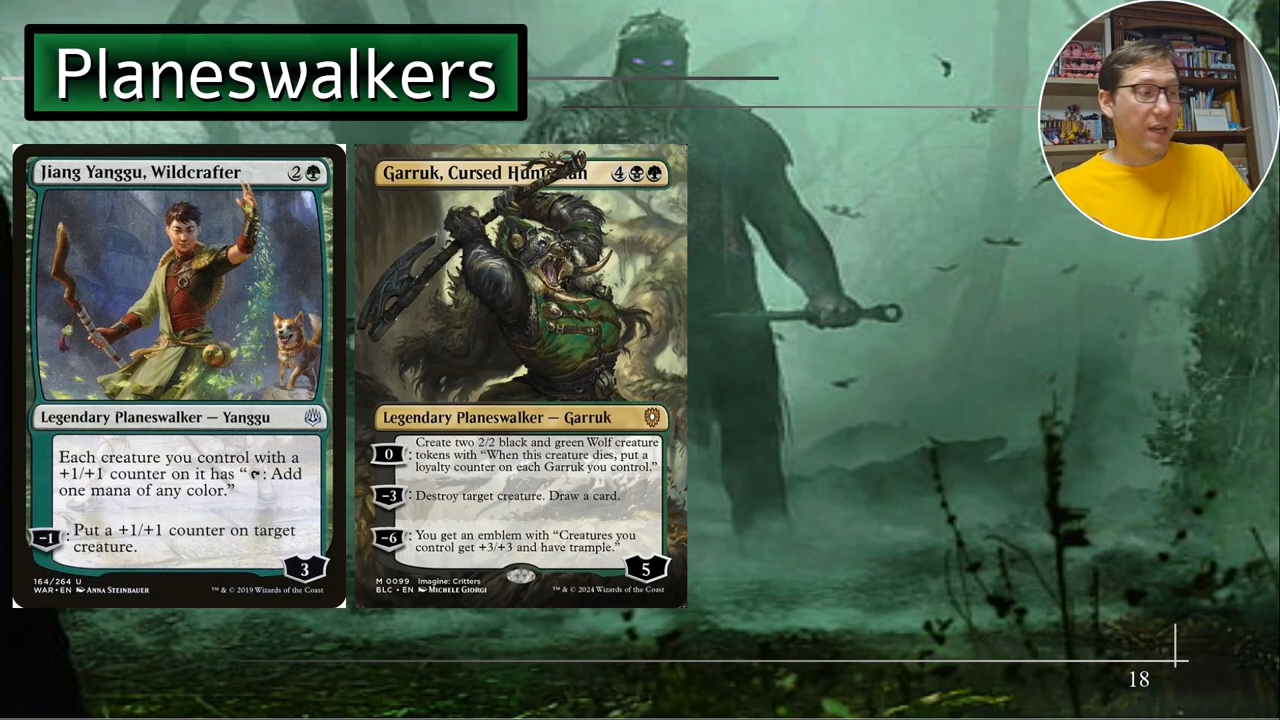 Planeswalkers
Jiang Yanggu, Wildcrafter 2
Legendary Planeswalker — Yanggu
Each creature you control with a
+1/+1 counter on it has “ : Add
one mana of any color.”
−1 : Put a +1/+1 counter on target
creature.
3
164/264 U
WAR • EN Anna Steinbauer ™ & © 2019 Wizards of the Coast
Garruk, Cursed Huntsman 4
Legendary Planeswalker — Garruk
Create two 2/2 black and green Wolf creature
0 : tokens with “When this creature dies, put a
loyalty counter on each Garruk you control.”
−3 : Destroy target creature. Draw a card.
−6 : You get an emblem with “Creatures you
control get +3/+3 and have trample.”
5
M 0099 Imagine: Critters
BLC • EN Michele Giorgi ™ & © 2024 Wizards of the Coast
18